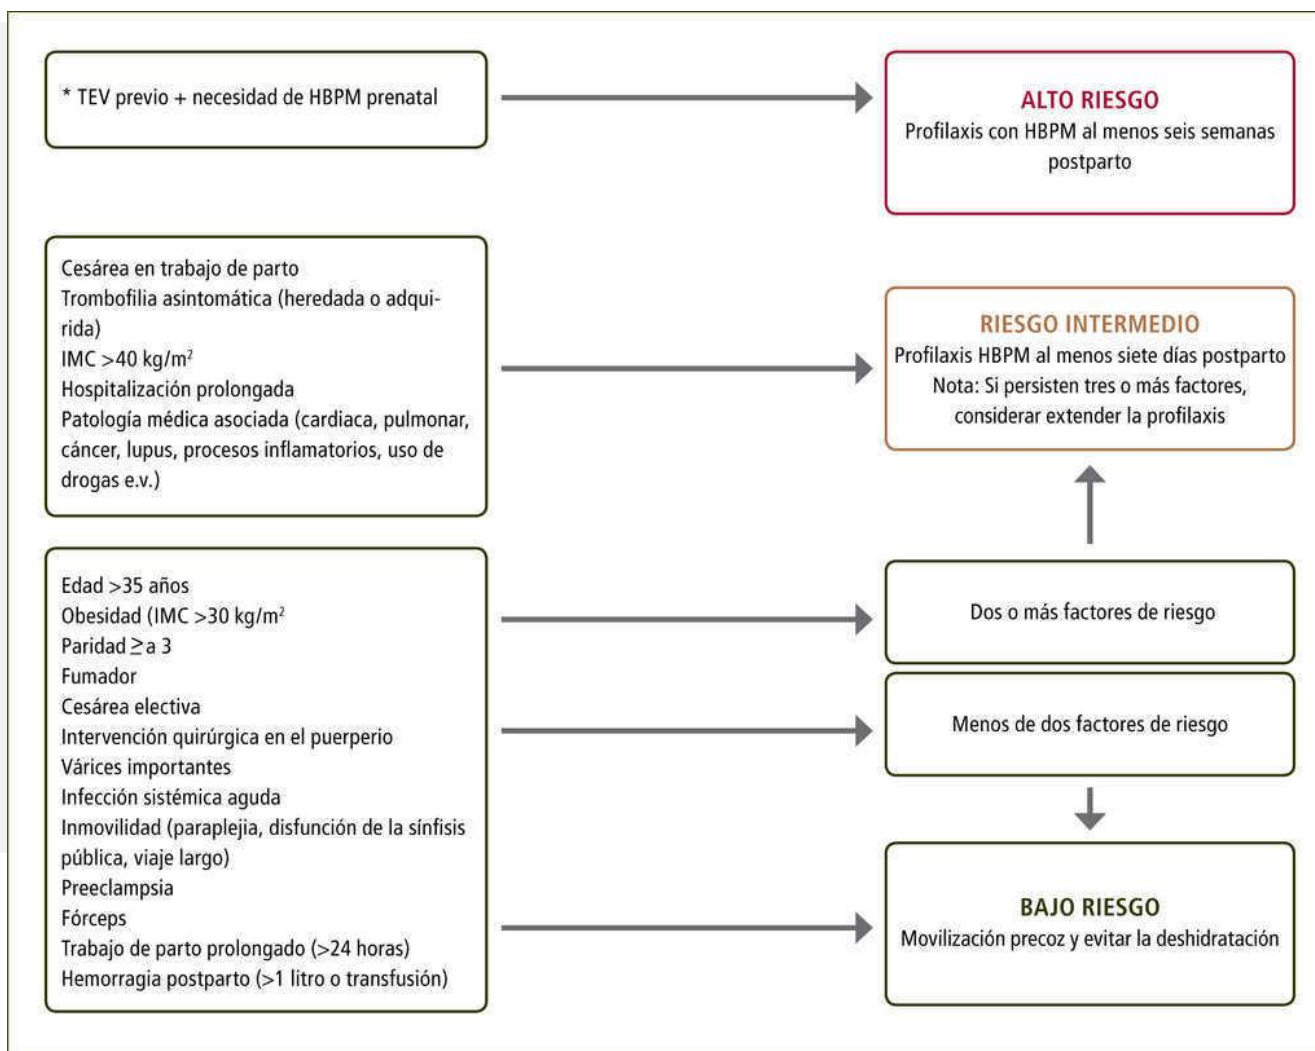 * TEV previo + necesidad de HBPM prenatal
ALTO RIESGO
Profilaxis con HBPM al menos seis semanas
postparto
Cesárea en trabajo de parto
Trombofilia asintomática (heredada o adqui-
rida)
IMC >40 kg/m²
Hospitalización prolongada
Patología médica asociada (cardiaca, pulmonar,
cáncer, lupus, procesos inflamatorios, uso de
drogas e.v.)
RIESGO INTERMEDIO
Profilaxis HBPM al menos siete días postparto
Nota: Si persisten tres o más factores,
considerar extender la profilaxis
Edad >35 años
Obesidad (IMC >30 kg/m²
Paridad ≥ a 3
Fumador
Cesárea electiva
Intervención quirúrgica en el puerperio
Várices importantes
Infección sistémica aguda
Inmovilidad (paraplejia, disfunción de la sínfisis
pública, viaje largo)
Preeclampsia
Fórceps
Trabajo de parto prolongado (>24 horas)
Hemorragia postparto (>1 litro o transfusión)
Dos o más factores de riesgo
Menos de dos factores de riesgo
BAJO RIESGO
Movilización precoz y evitar la deshidratación